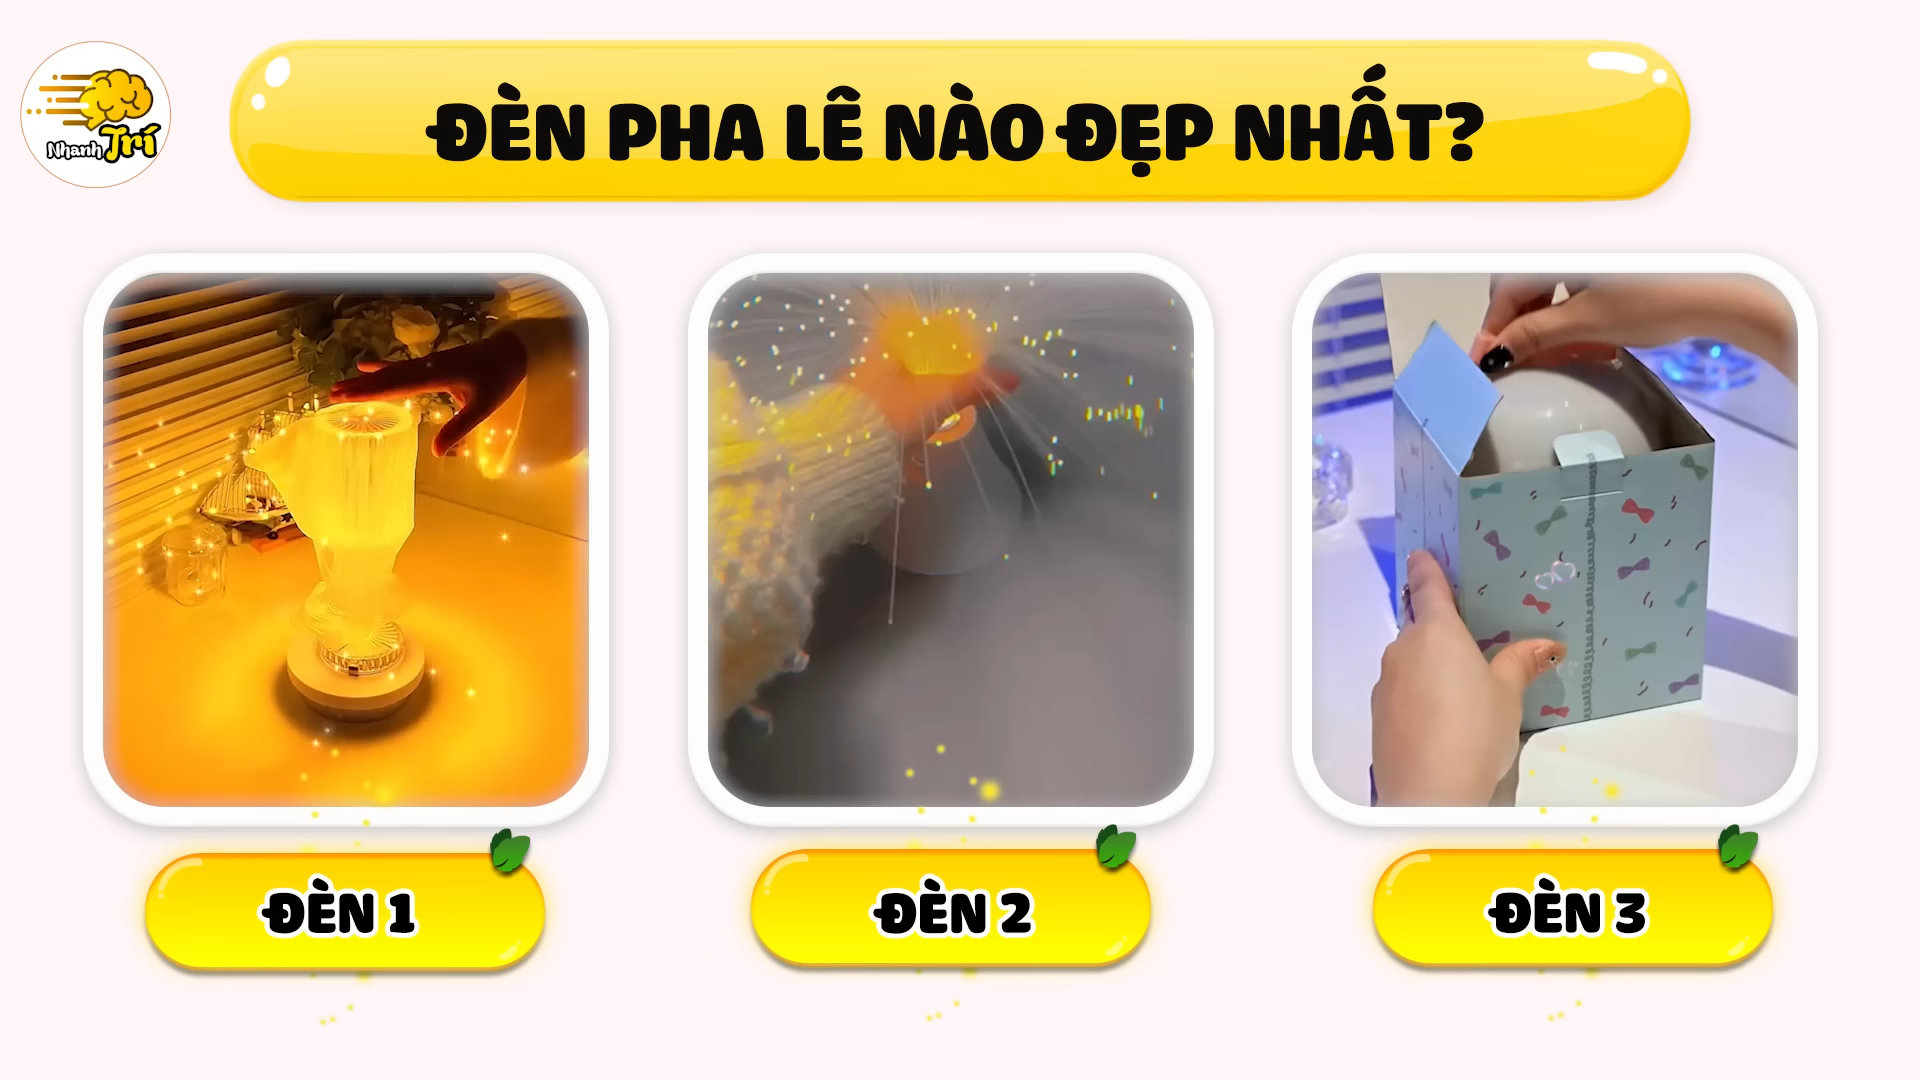 Nhanh Trí
ĐÈN PHA LÊ NÀO ĐẸP NHẤT?
ĐÈN 1
ĐÈN 2
ĐÈN 3